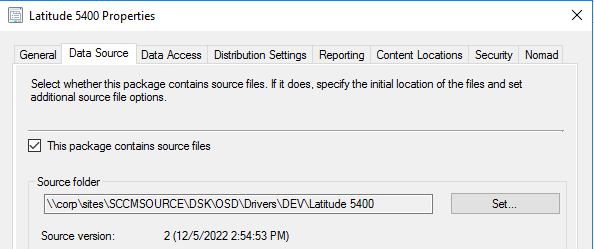 Latitude 5400 Properties
General Data Source Data Access Distribution Settings Reporting Content Locations Security Nomad
Select whether this package contains source files. If it does, specify the initial location of the files and set
additional source file options.
This package contains source files
Source folder
\\corp\sites\SCCMSOURCE\DSK\OSD\Drivers\DEV\Latitude 5400 Set...
Source version: 2 (12/5/2022 2:54:53 PM)